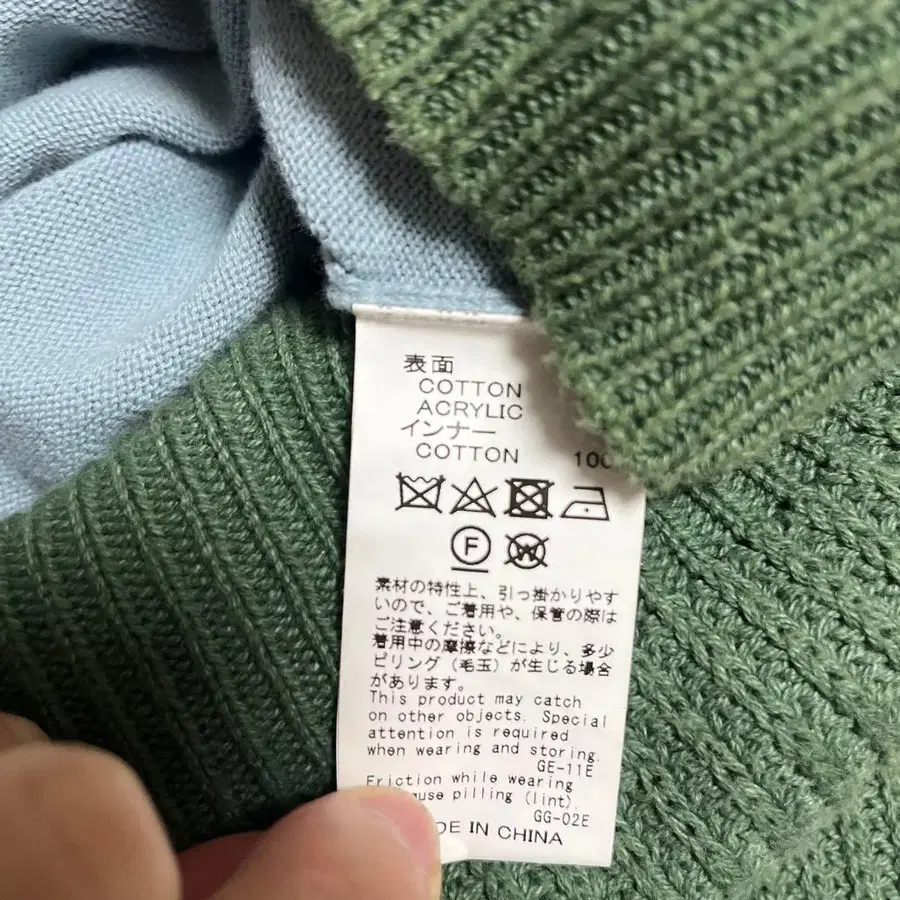 表面
COTTON
ACRYLIC
インナー
COTTON 100
F
W
素材の特性上、引っ掛かりやす
いので、ご着用や、保管の際は
ご注意ください。
着用中の摩擦などにより、多少
ピリング（毛玉）が生じる場合
があります。
This product may catch
on other objects. Special
attention is required
when wearing and storing.
GE-11E
Friction while wearing
pilling (lint).
GG-02E
IN CHINA